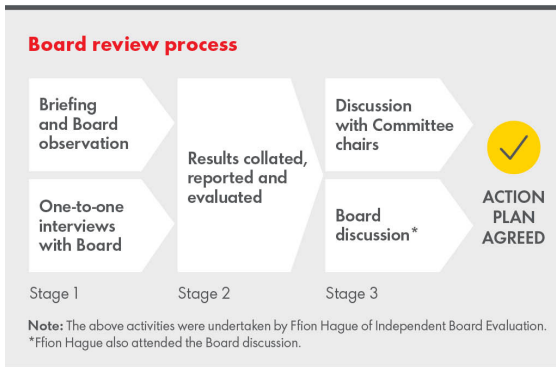 Board review process
Briefing
and Board
observation
One-to-one
interviews
with Board
Results collated,
reported and
evaluated
Discussion
with Committee
chairs
Board
discussion*
ACTION
PLAN
AGREED
Stage 1
Stage 2
Stage 3
Note: The above activities were undertaken by Ffion Hague of Independent Board Evaluation.
*Ffion Hague also attended the Board discussion.